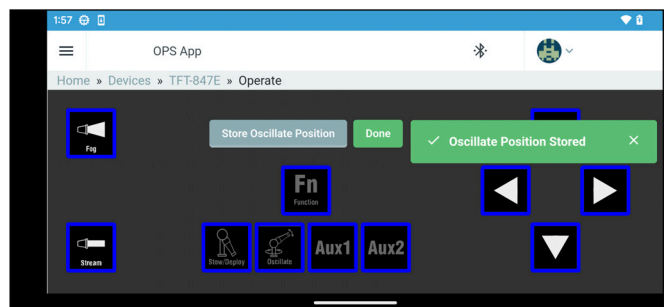 1:57
OPS App
Home » Devices » TFT-847E » Operate
Store Oscillate Position
Done
Oscillate Position Stored
Fog
Fn
Function
Stream
Stow/Deploy
Oscillate
Aux1
Aux2